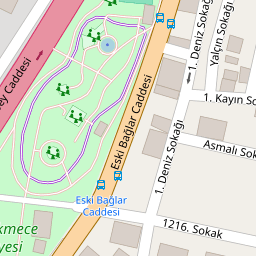 ey Caddesi
Eski Bağlar Caddesi
1. Deniz Sokağı
Yalçın Sokağı
1. Kayın Sok
1. Deniz Sokağı
Asmalı Sok
Eski Bağlar
Caddesi
1216. Sokak
kmece
yesi